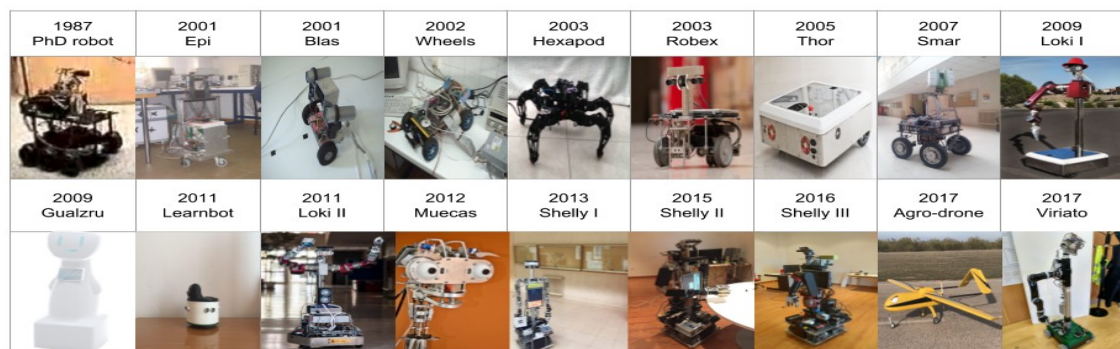 1987
PhD robot
2001
Epi
2001
Blas
2002
Wheels
2003
Hexapod
2003
Robex
2005
Thor
2007
Smar
2009
Loki I
2009
Gualzru
2011
Learnbot
2011
Loki II
2012
Muecas
2013
Shelly I
2015
Shelly II
2016
Shelly III
2017
Agro-drone
2017
Viriato